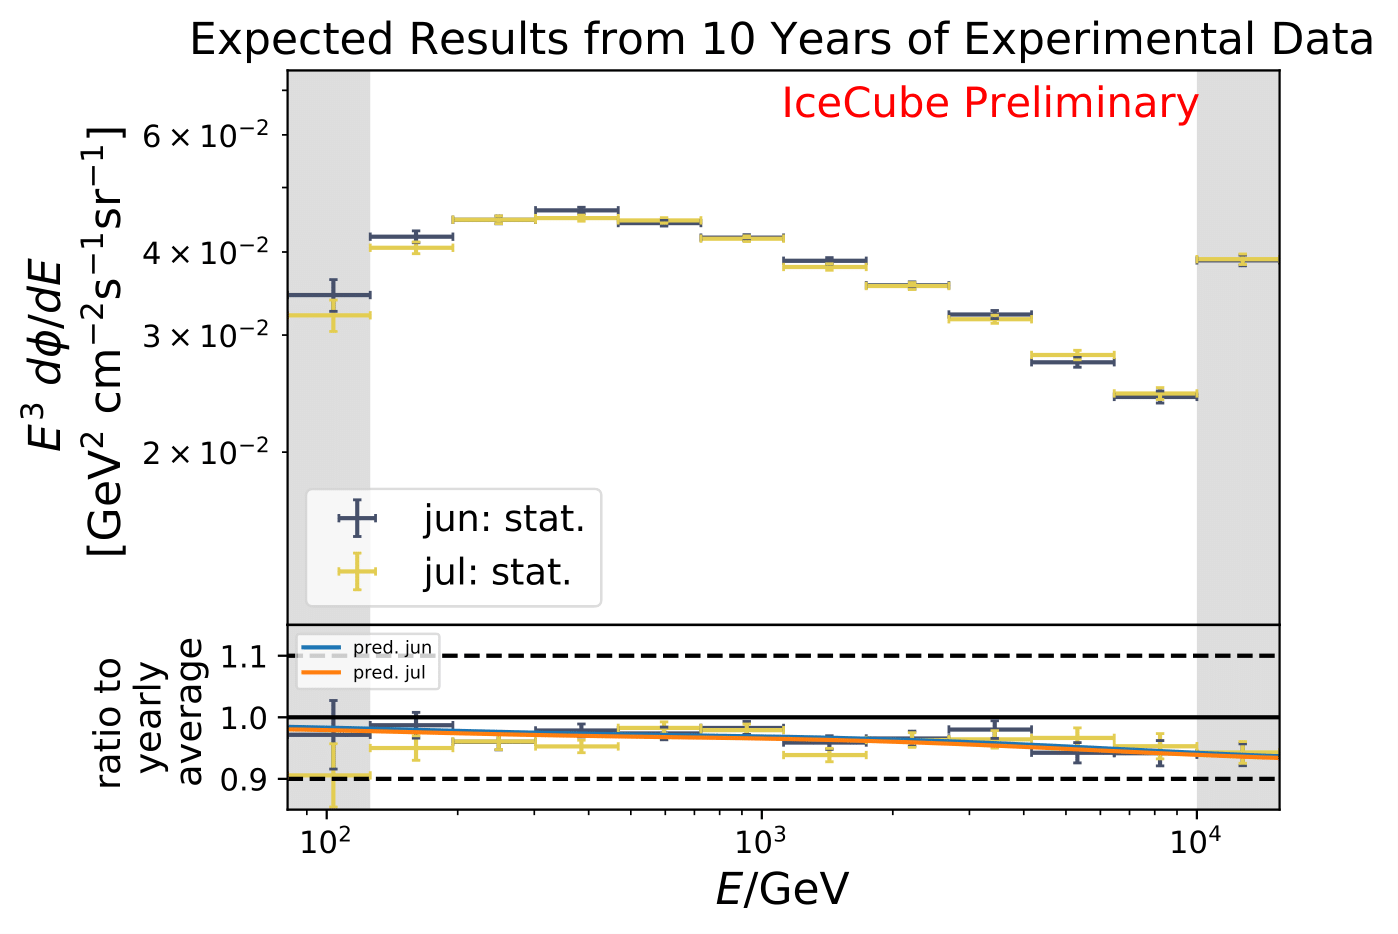 Expected Results from 10 Years of Experimental Data
IceCube Preliminary
E³ dϕ/dE
[GeV² cm⁻²s⁻¹sr⁻¹]
6 × 10⁻²
4 × 10⁻²
3 × 10⁻²
2 × 10⁻²
jun: stat.
jul: stat.
ratio to
yearly
average
1.1
1.0
0.9
pred. jun
pred. jul
10² 10³ 10⁴
E/GeV